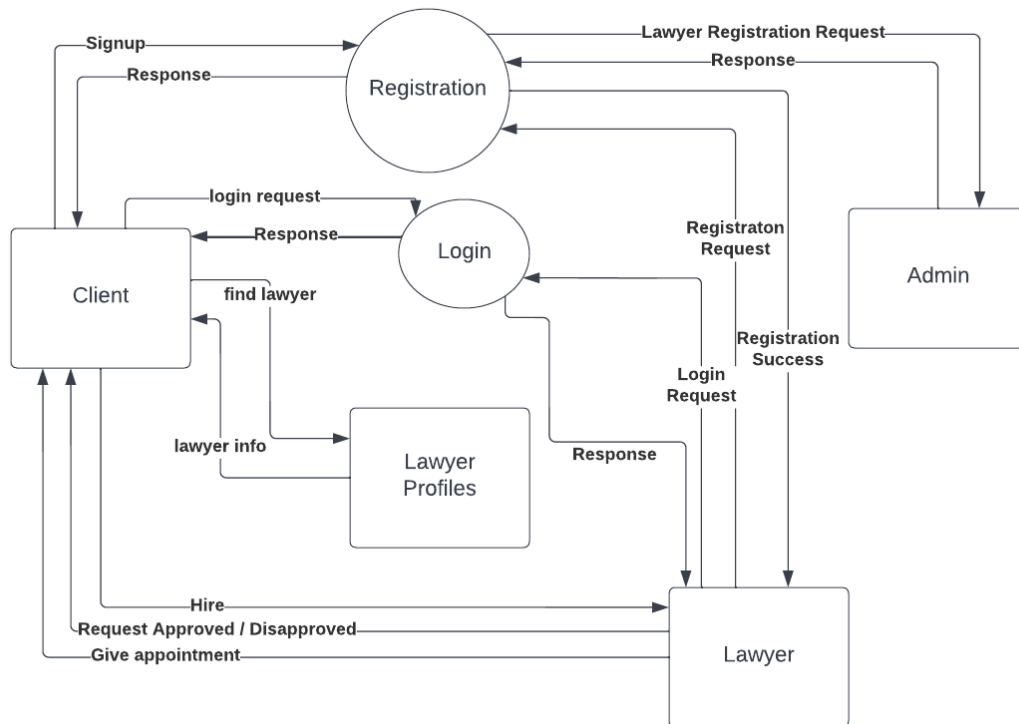 Lawyer Registration Request
Signup
Response
Response
Registration
login request
Response
Registraton
Request
Login
Admin
Client
find lawyer
Registration
Success
Login
Request
lawyer info
Response
Lawyer
Profiles
Hire
Request Approved / Disapproved
Give appointment
Lawyer